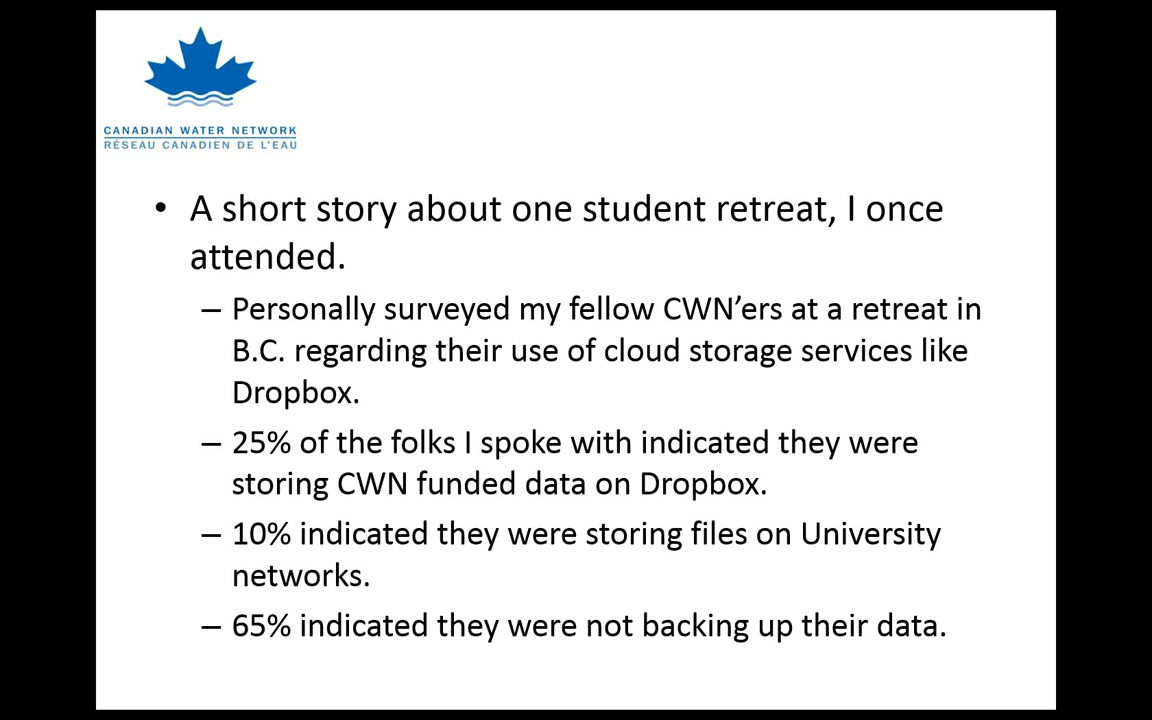 CANADIAN WATER NETWORK
RÉSEAU CANADIEN DE L'EAU
• A short story about one student retreat, I once
attended.
– Personally surveyed my fellow CWN’ers at a retreat in
B.C. regarding their use of cloud storage services like
Dropbox.
– 25% of the folks I spoke with indicated they were
storing CWN funded data on Dropbox.
– 10% indicated they were storing files on University
networks.
– 65% indicated they were not backing up their data.